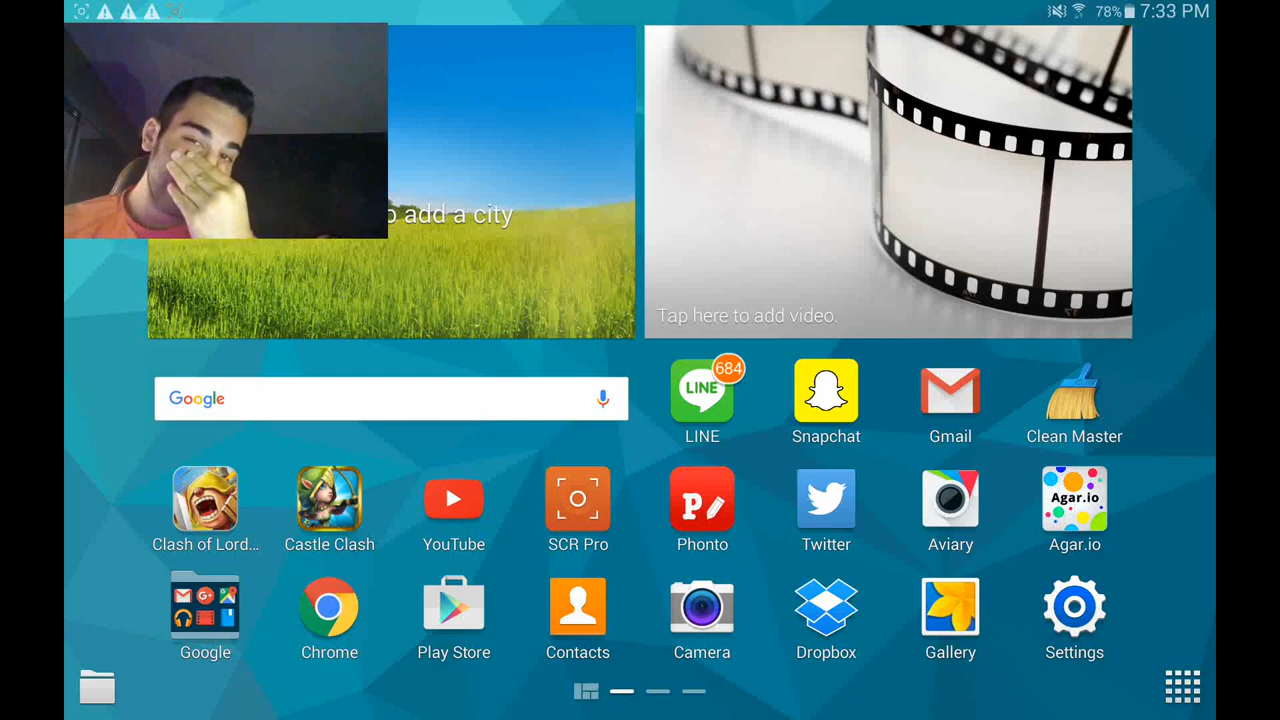 78% 7:33 PM
o add a city
Tap here to add video.
Google
684
LINE
LINE
Snapchat
Gmail
Clean Master
Agar.io
Clash of Lord...
Castle Clash
YouTube
SCR Pro
Phonto
Twitter
Aviary
Agar.io
Google
Chrome
Play Store
Contacts
Camera
Dropbox
Gallery
Settings